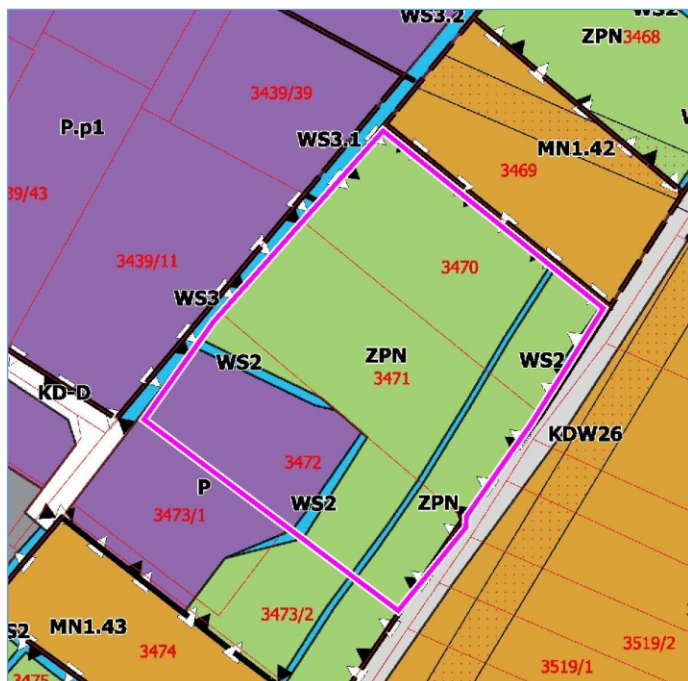 WS3.2
WS2
ZPN
3468
3439/39
P.p1
WS3.1
MN1.42
3469
39/43
3439/11
3470
WS3
WS2
ZPN
WS2
3471
KD-D
KDW26
3472
P
WS2
ZPN
3473/1
3473/2
MN1.43
S2
3474
3519/2
3519/1
3475